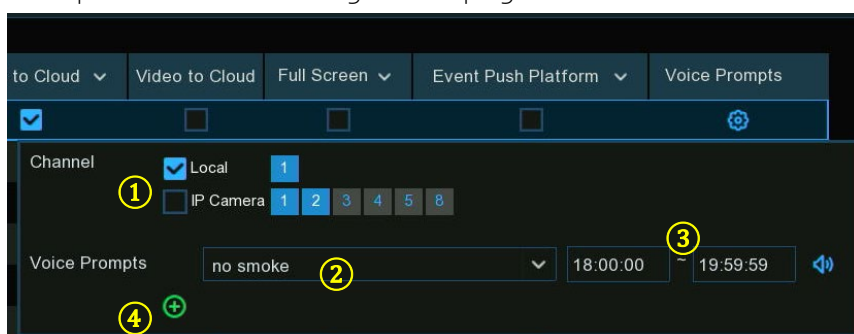 to Cloud Video to Cloud Full Screen Event Push Platform Voice Prompts
Channel Local 1
① IP Camera 1 2 3 4 5 8
Voice Prompts no smoke ② 18:00:00 ~ ③ 19:59:59
④